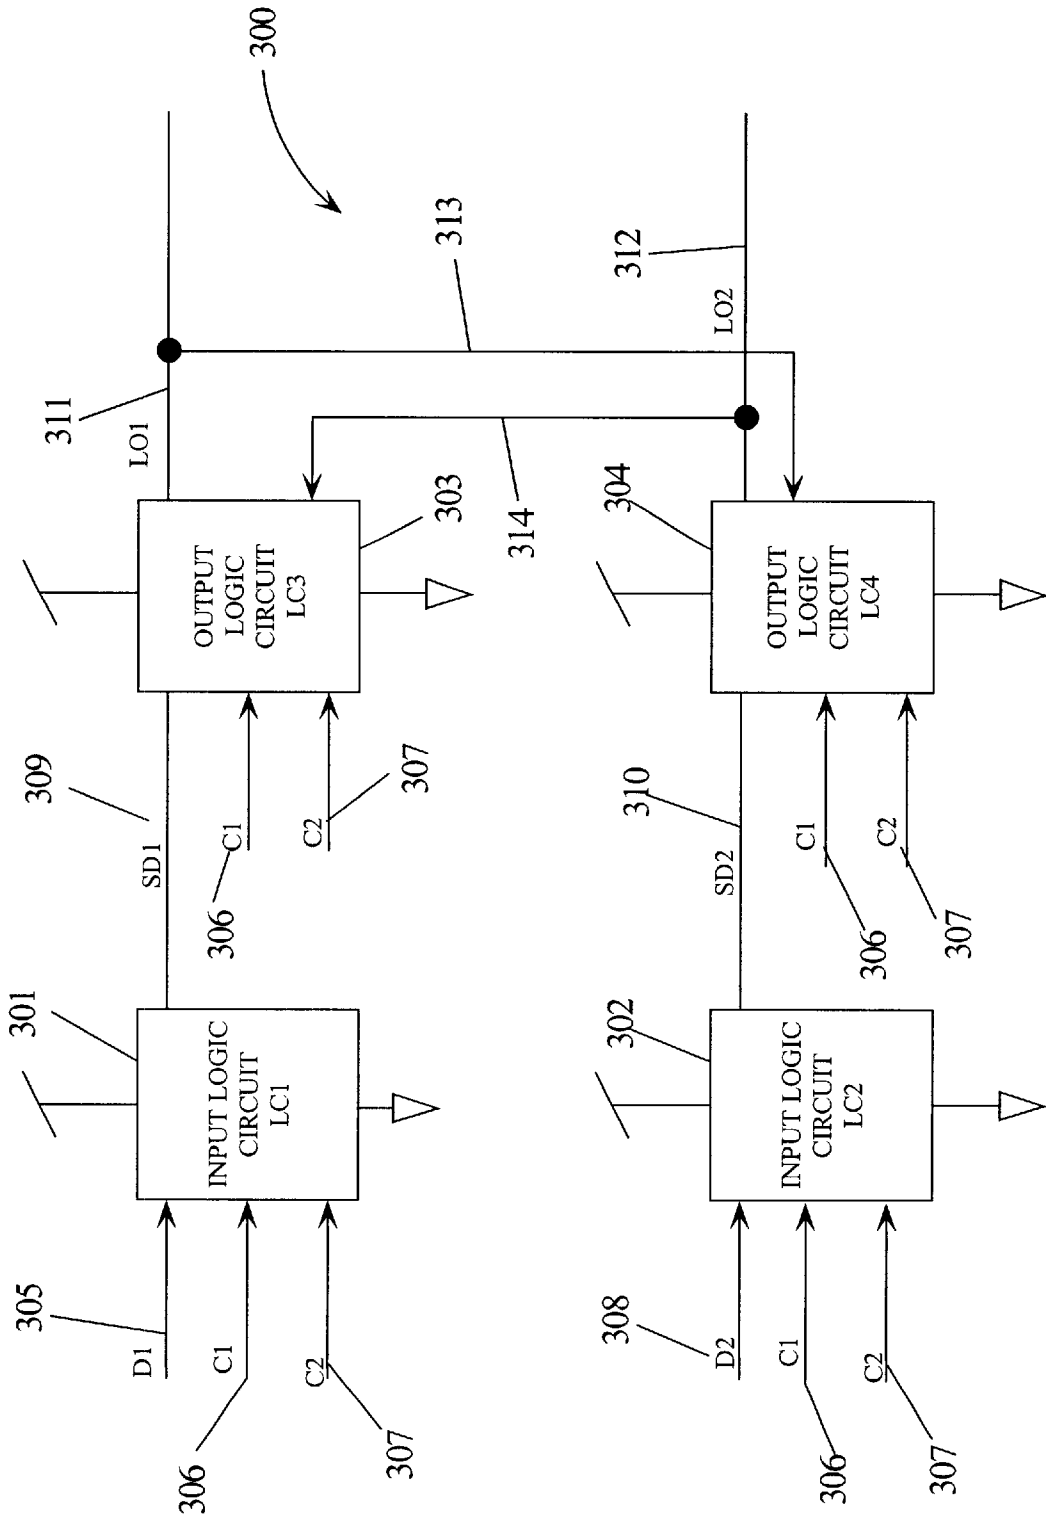 300
311
LO1
313
312
LO2
314
303
OUTPUT
LOGIC
CIRCUIT
LC3
304
OUTPUT
LOGIC
CIRCUIT
LC4
309
SD1
306
C1
307
C2
310
SD2
306
C1
307
C2
301
INPUT LOGIC
CIRCUIT
LC1
302
INPUT LOGIC
CIRCUIT
LC2
305
D1
306
C1
307
C2
308
D2
306
C1
307
C2